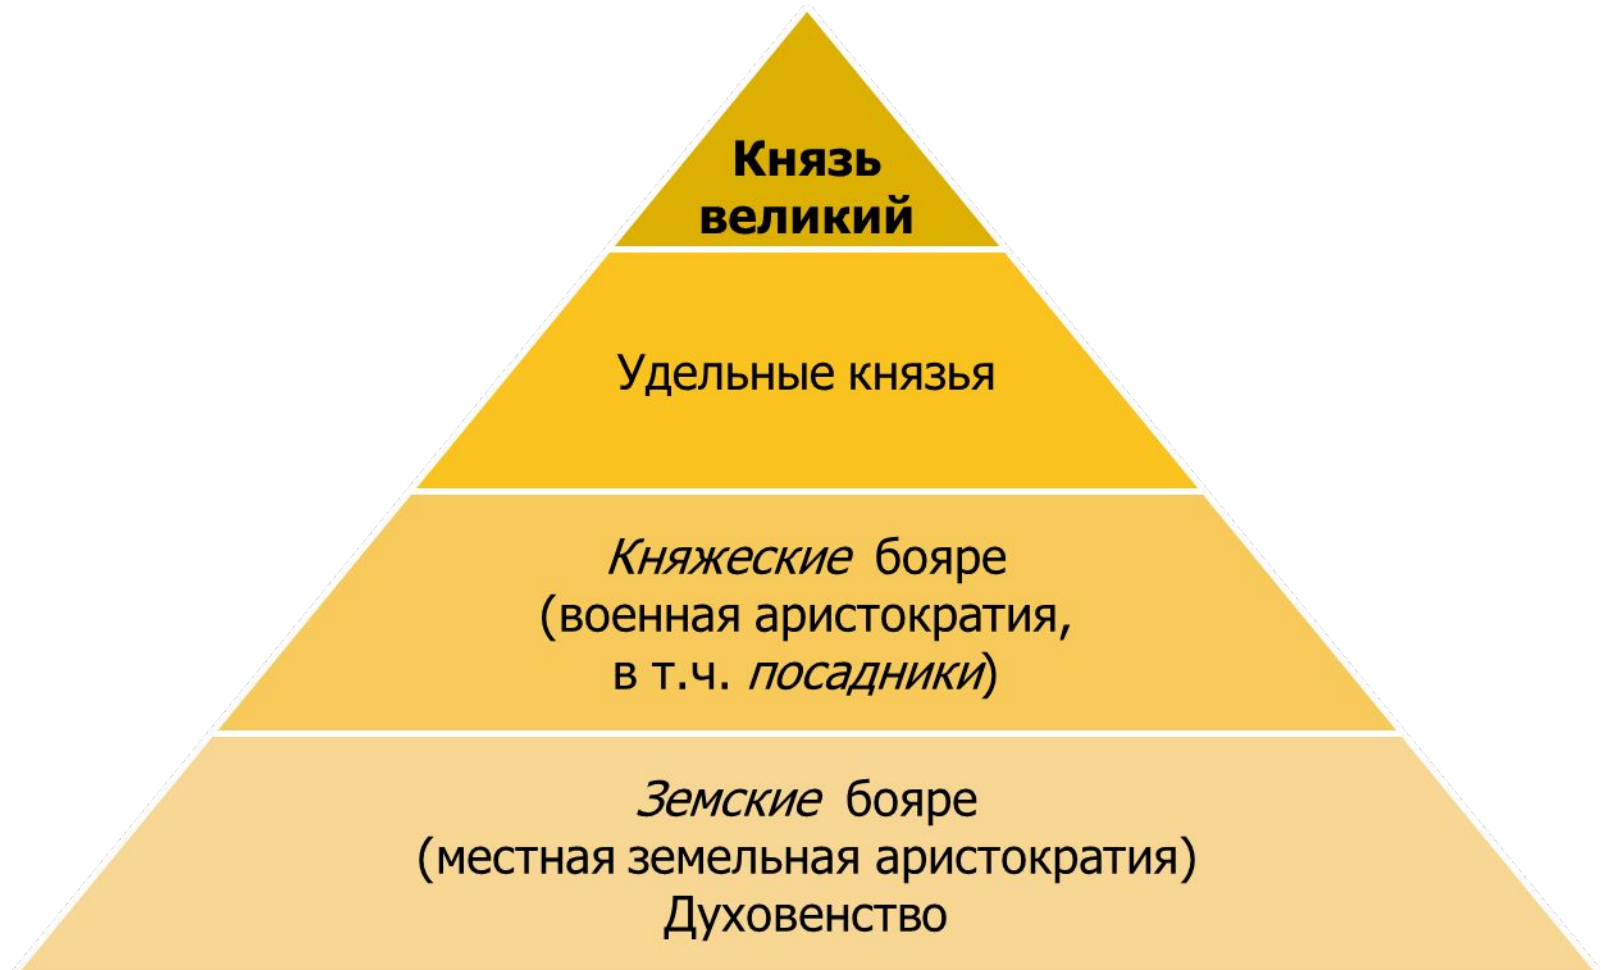 Князь
великий
Удельные князья
Княжеские бояре
(военная аристократия,
в т.ч. посадники)
Земские бояре
(местная земельная аристократия)
Духовенство